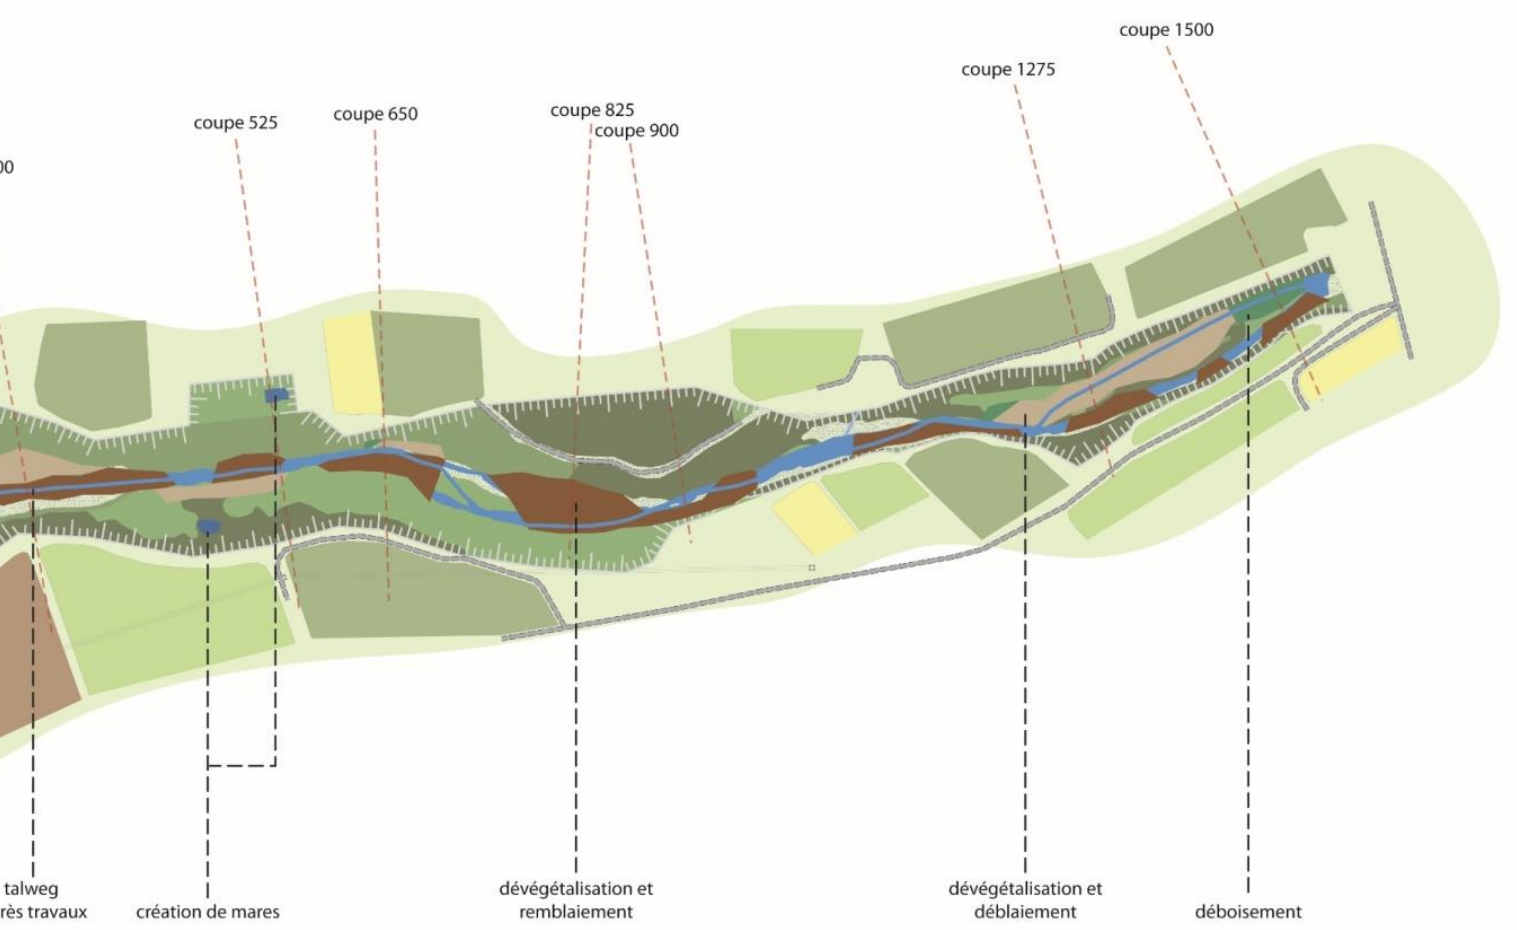 coupe 1500
coupe 1275
coupe 825
coupe 650
coupe 525
coupe 900
00
talweg
rès travaux
création de mares
dévégétalisation et
remblaiement
dévégétalisation et
déblaiement
déboisement